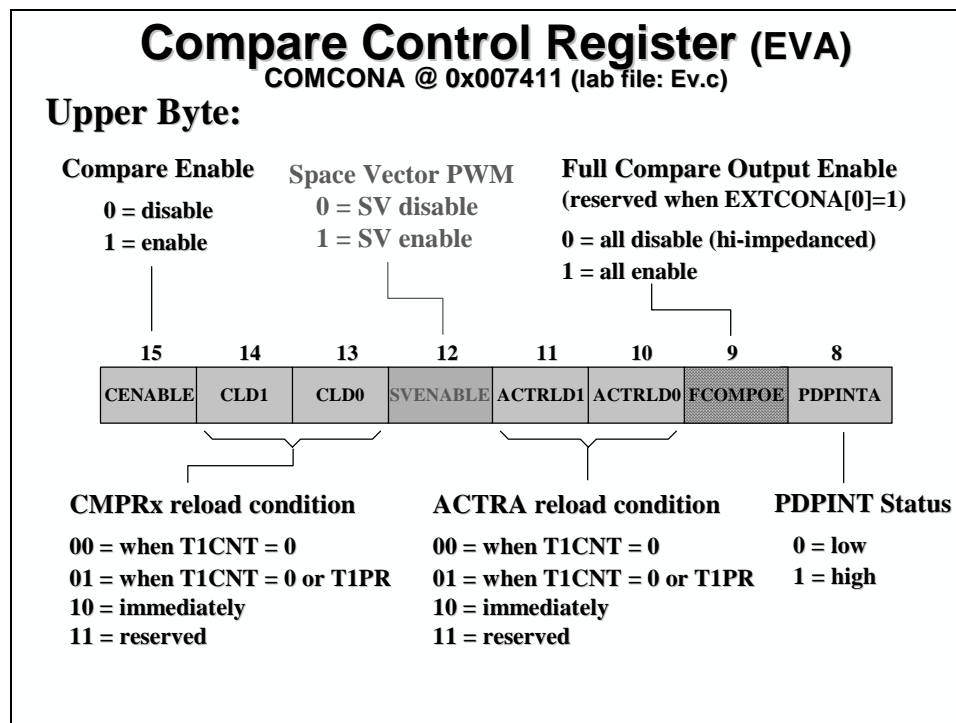 Compare Control Register (EVA)
COMCONA @ 0x007411 (lab file: Ev.c)
Upper Byte:
Compare Enable
0 = disable
1 = enable
Space Vector PWM
0 = SV disable
1 = SV enable
Full Compare Output Enable
(reserved when EXTCONA[0]=1)
0 = all disable (hi-impedanced)
1 = all enable
15 14 13 12 11 10 9 8
CENABLE CLD1 CLD0 SVENABLE ACTRLD1 ACTRLD0 FCOMPOE PDPINTA
CMPRx reload condition
00 = when T1CNT = 0
01 = when T1CNT = 0 or T1PR
10 = immediately
11 = reserved
ACTRA reload condition
00 = when T1CNT = 0
01 = when T1CNT = 0 or T1PR
10 = immediately
11 = reserved
PDPINT Status
0 = low
1 = high